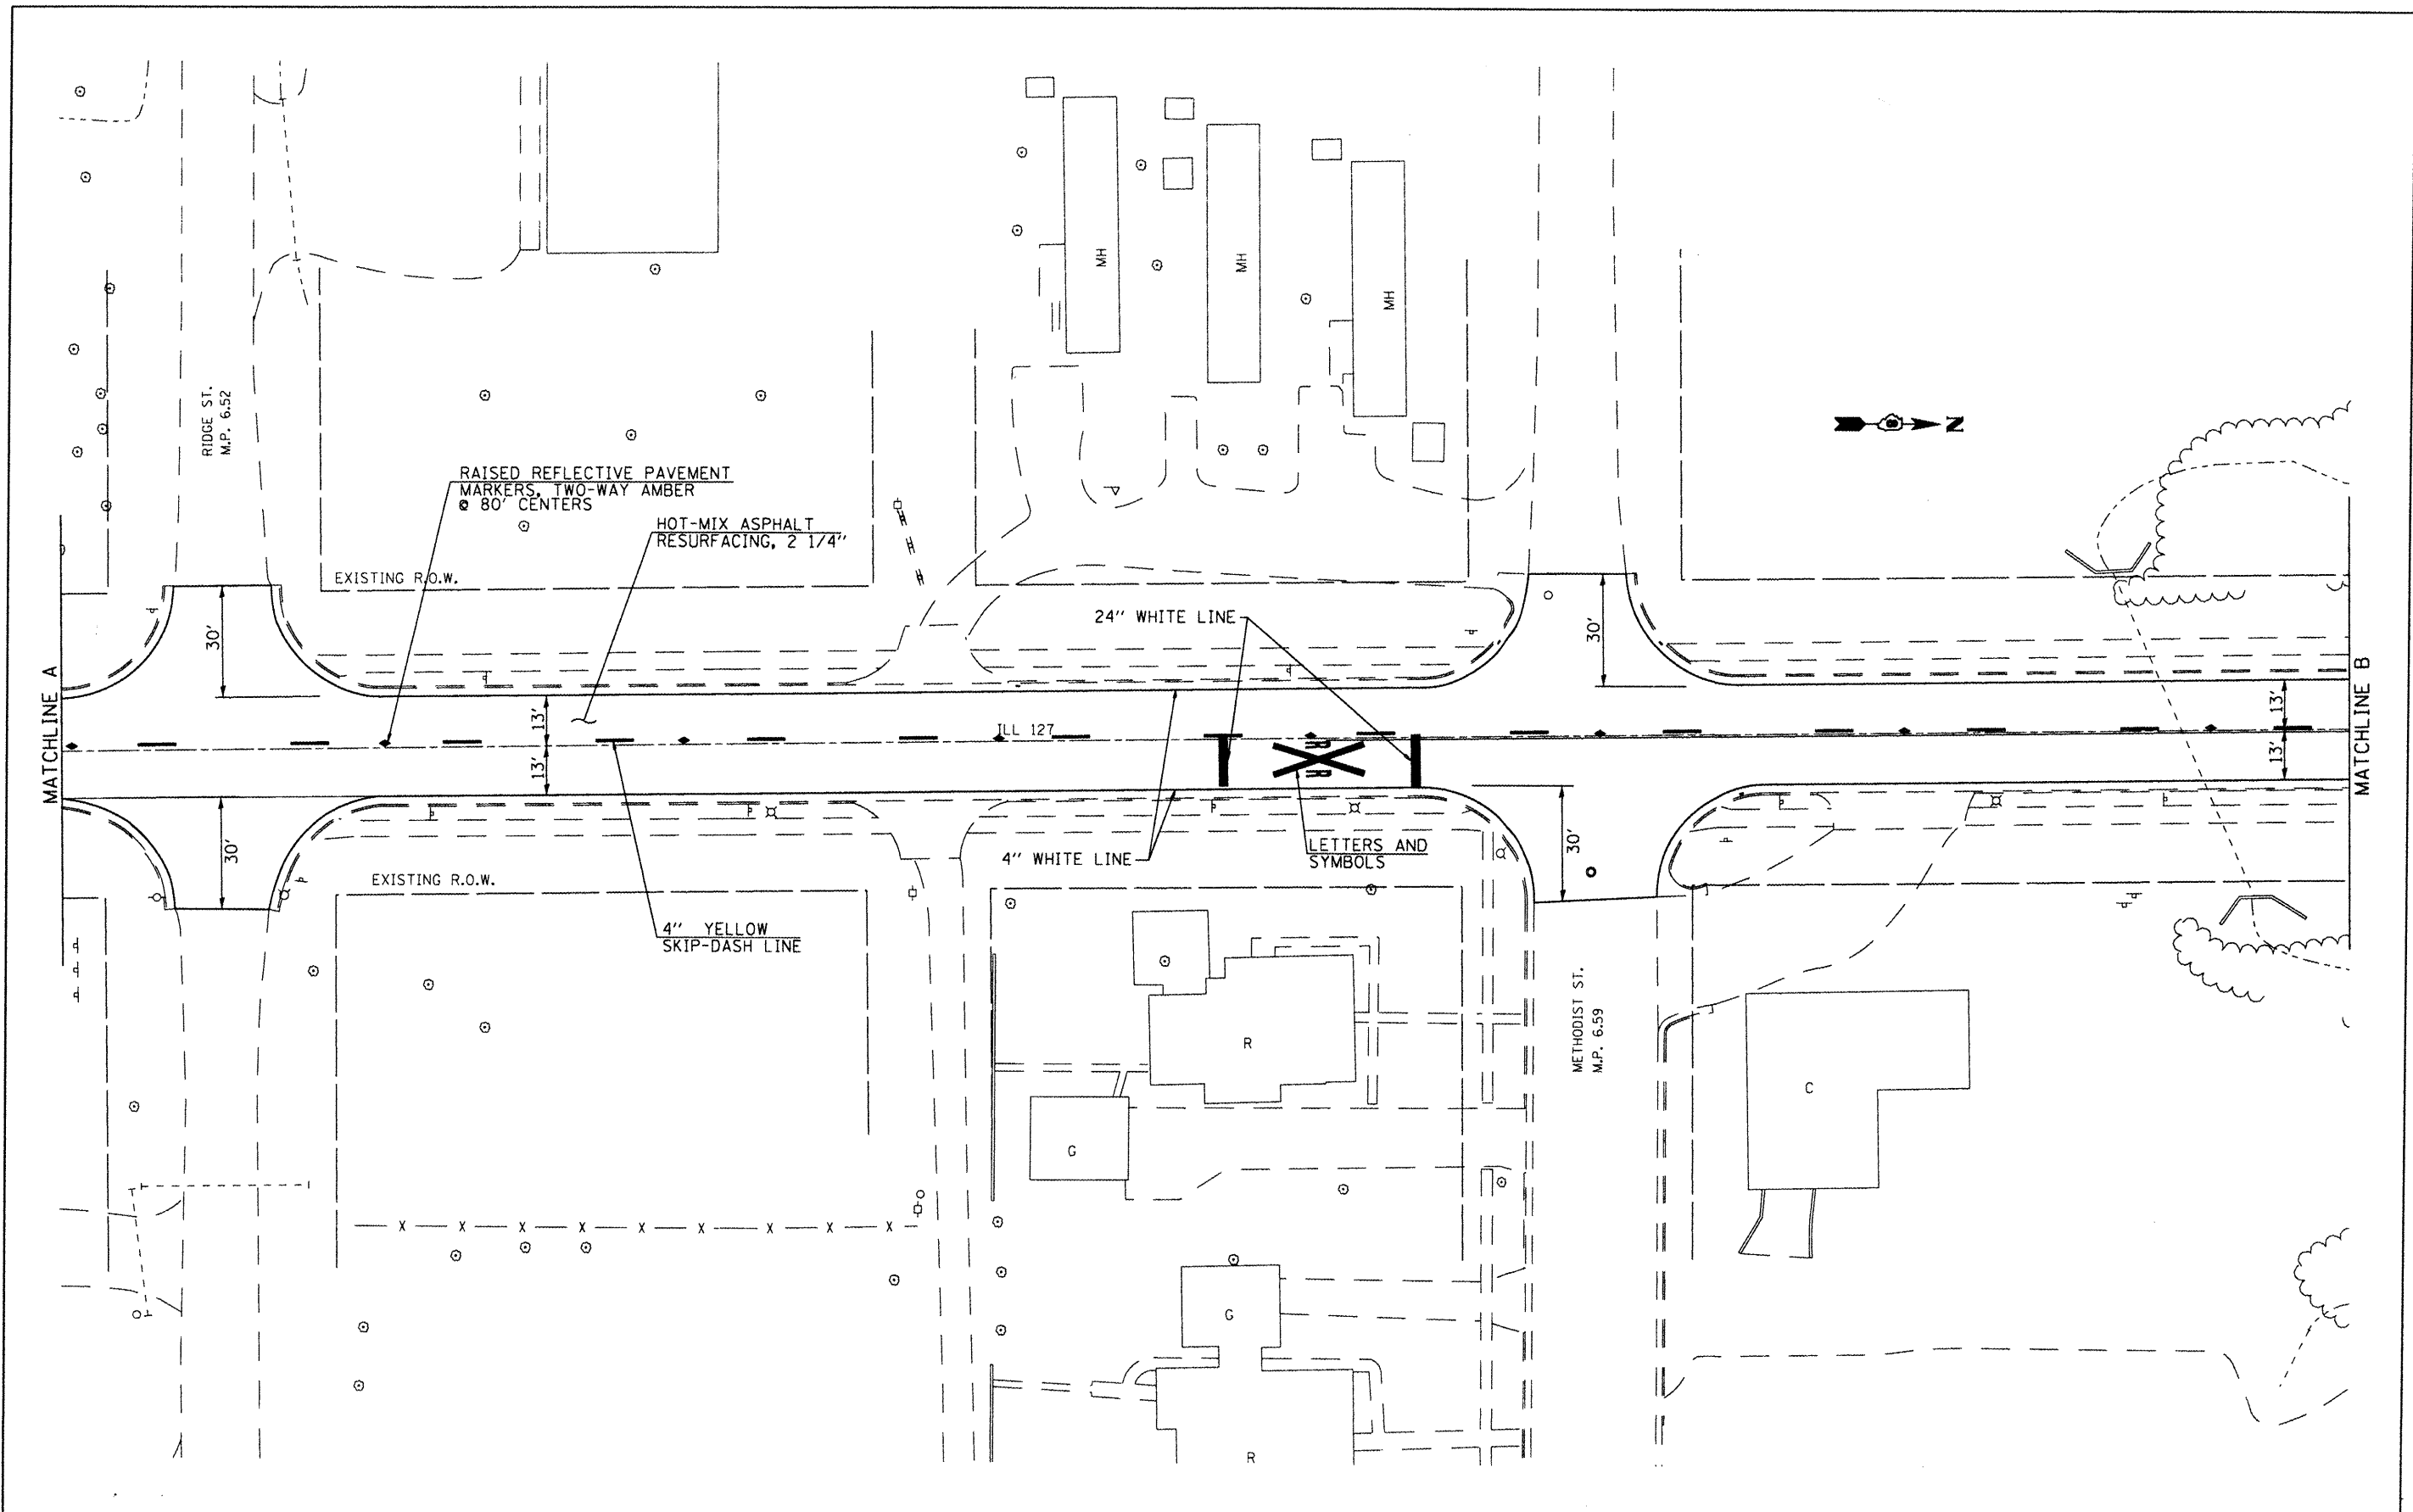 MH
MH
MH
RIDGE ST.
M.P. 6.52
N
RAISED REFLECTIVE PAVEMENT
MARKERS, TWO-WAY AMBER
@ 80' CENTERS
HOT-MIX ASPHALT
RESURFACING, 2 1/4"
EXISTING R.O.W.
24" WHITE LINE
30'
30'
MATCHLINE A
MATCHLINE B
13'
13'
13'
13'
ILL 127
R
R
30'
30'
4" WHITE LINE
LETTERS AND
SYMBOLS
EXISTING R.O.W.
4" YELLOW
SKIP-DASH LINE
METHODIST ST.
M.P. 6.59
R
C
G
X X X X X X X X X
G
R